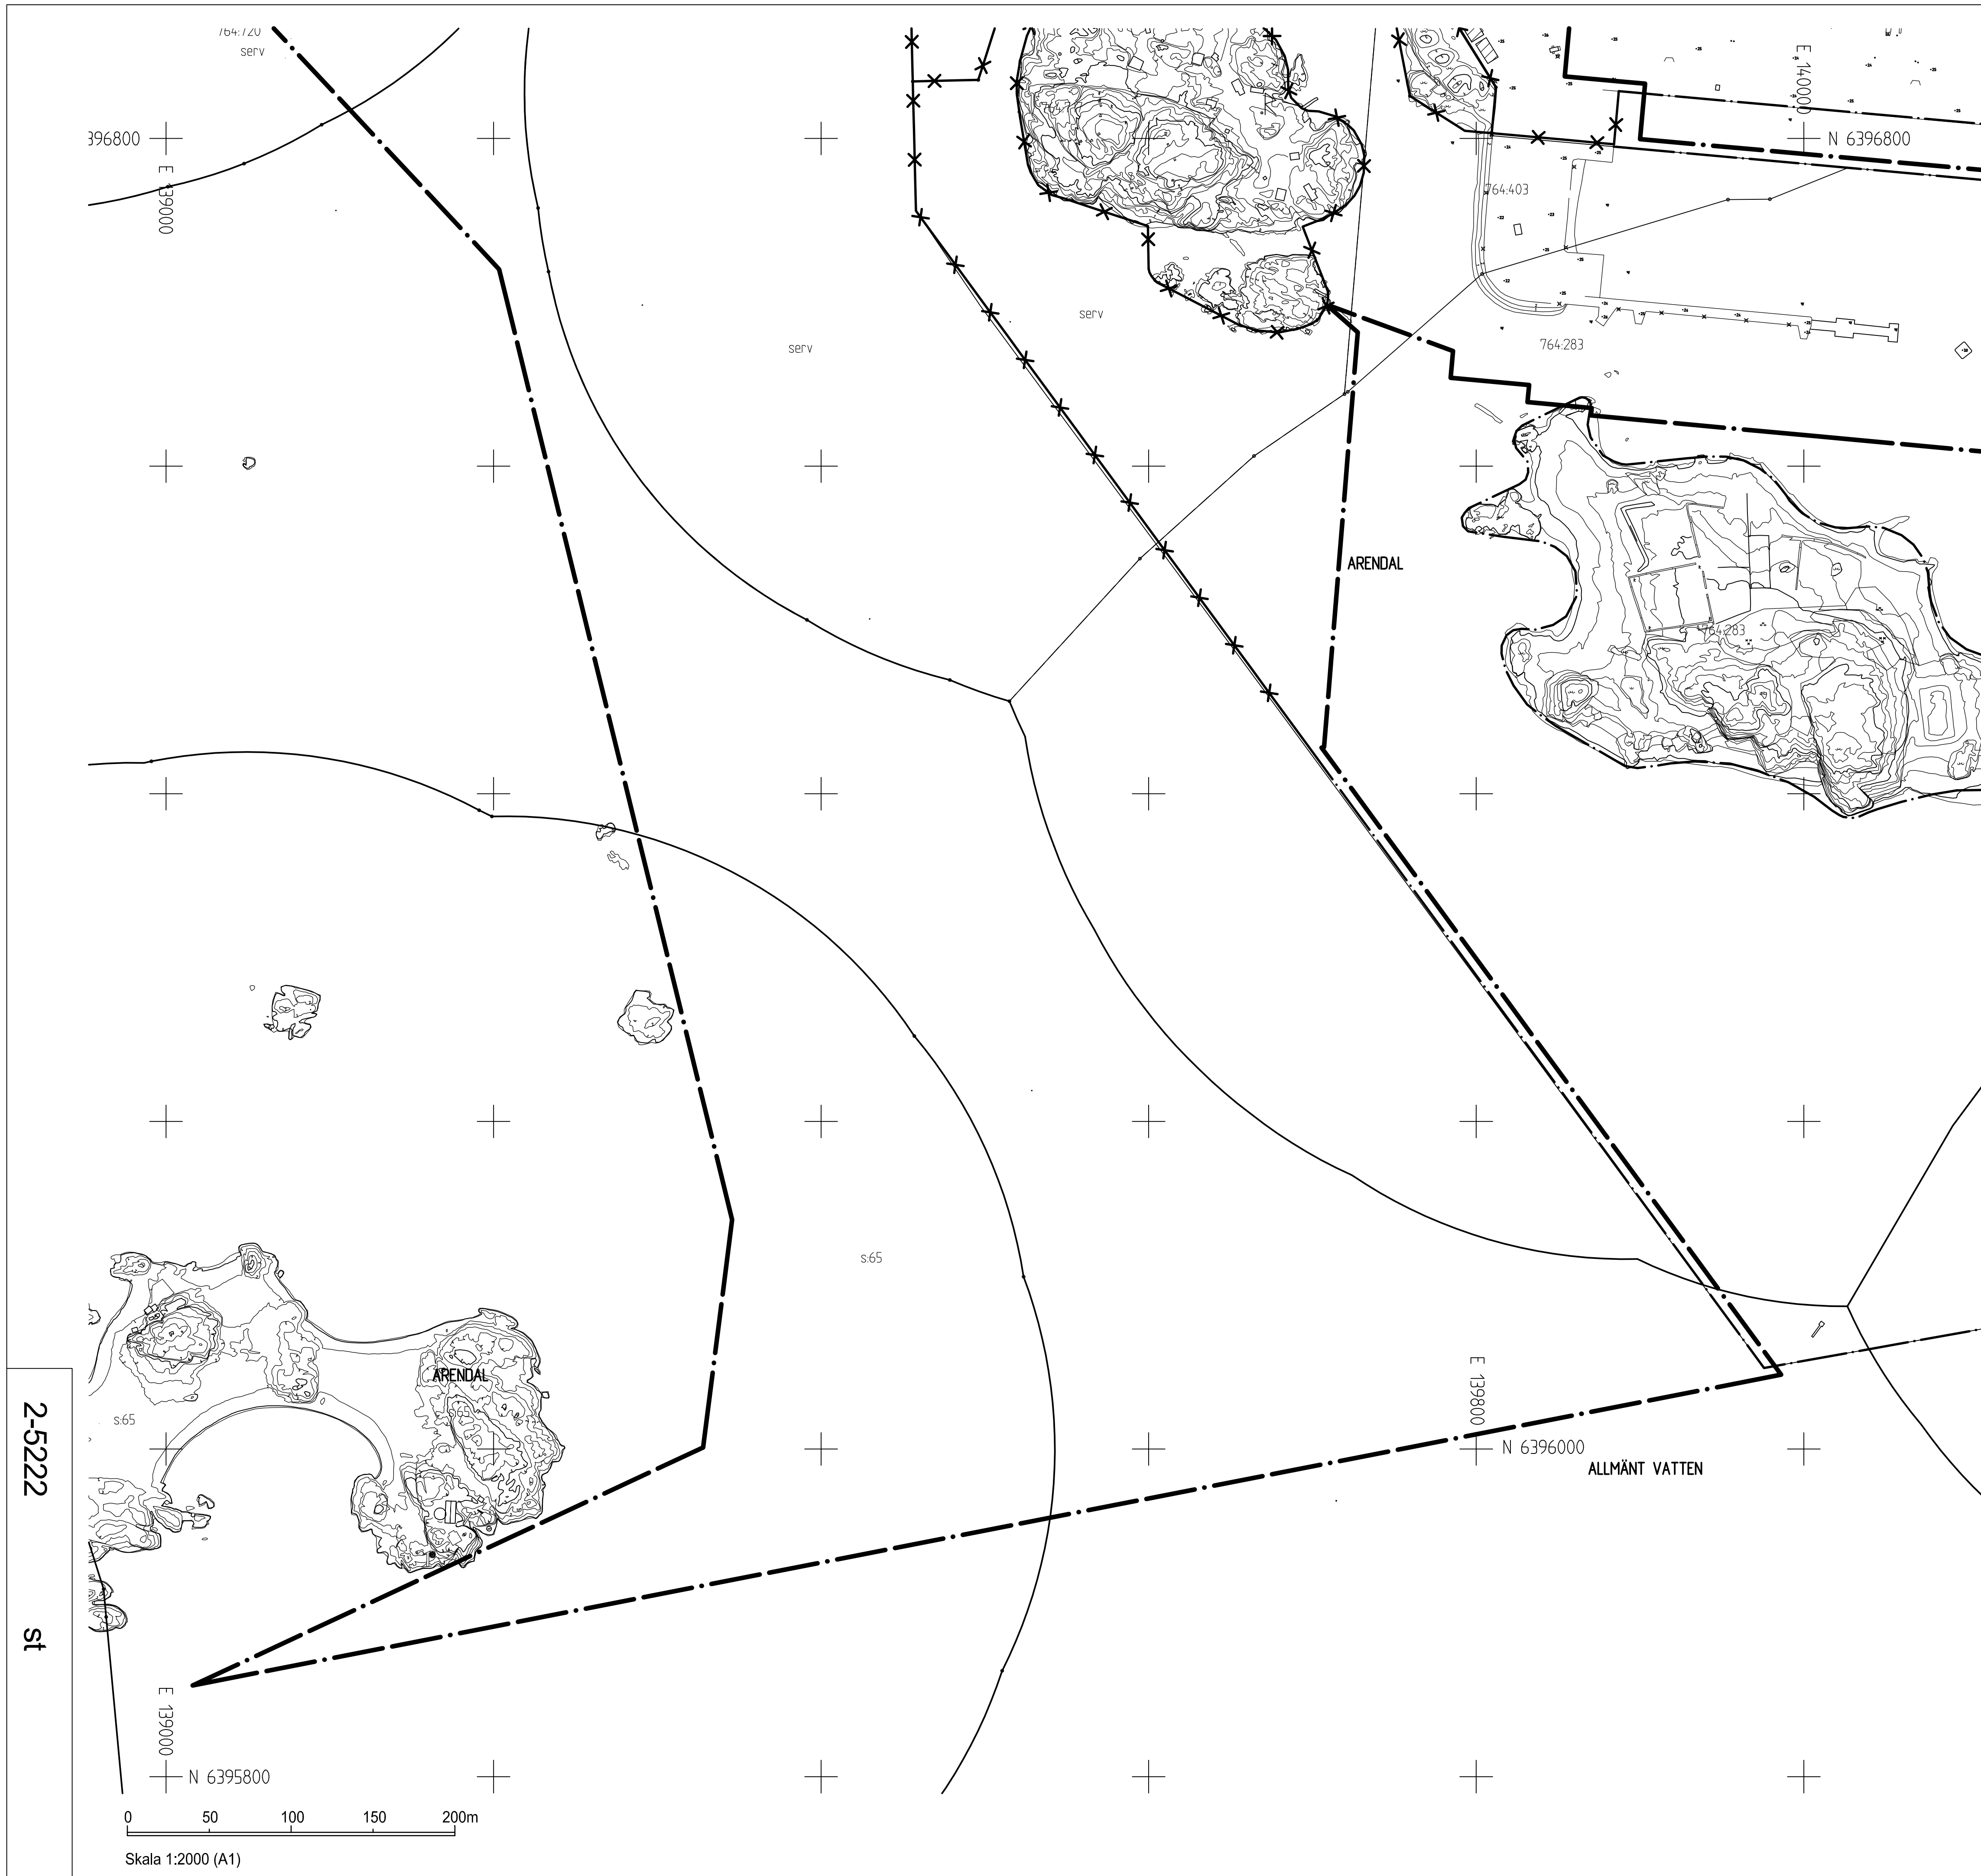 764:720
serv
E 140000
396800
N 6396800
E 139000
764:403
serv
serv
764:283
ARENDAL
764:283
s:65
ARENDAL
s:65
E 139800
N 6396000
ALLMÄNT VATTEN
2-5222 st
E 139000
N 6395800
0 50 100 150 200m
Skala 1:2000 (A1)